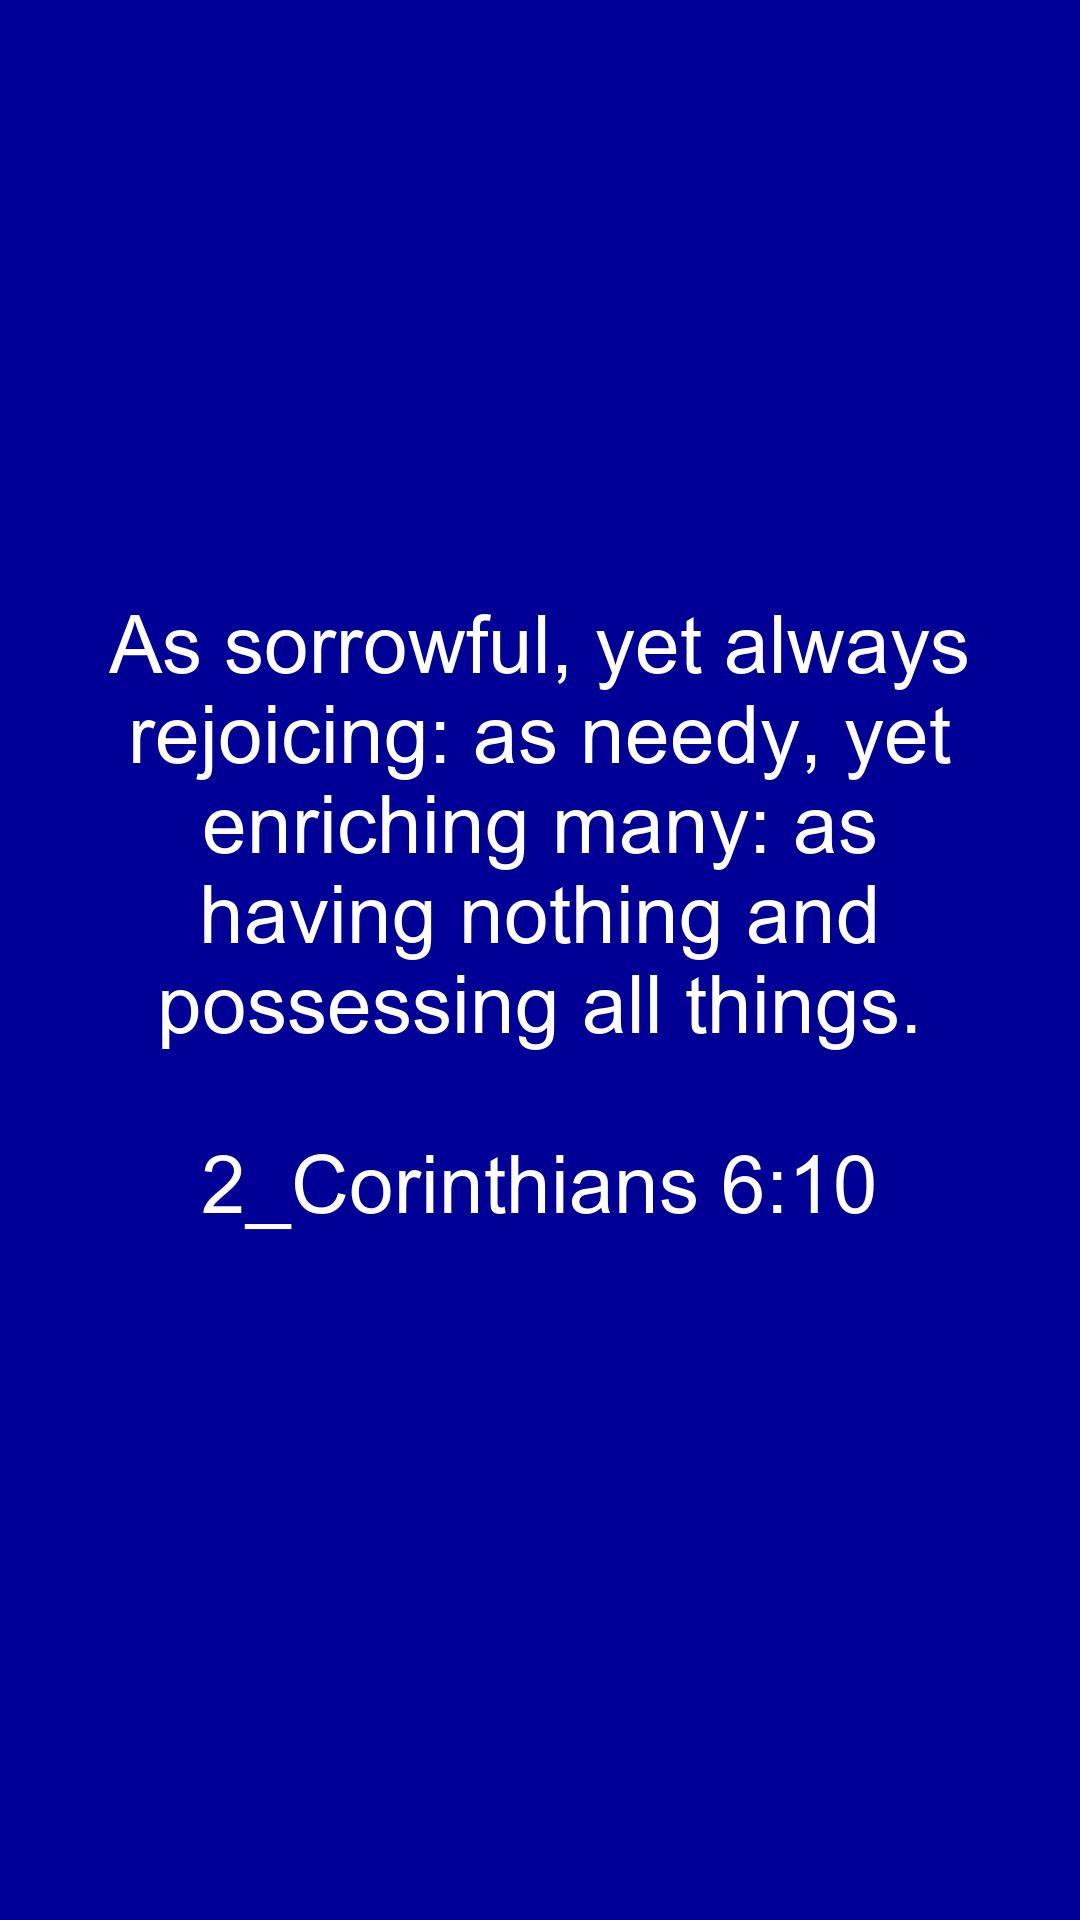 As sorrowful, yet always
rejoicing: as needy, yet
enriching many: as
having nothing and
possessing all things.
2_Corinthians 6:10